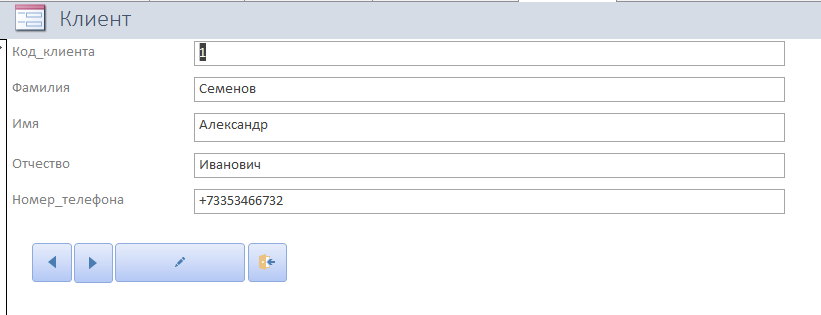 Клиент
Код_клиента 1
Фамилия Семенов
Имя Александр
Отчество Иванович
Номер_телефона +73353466732